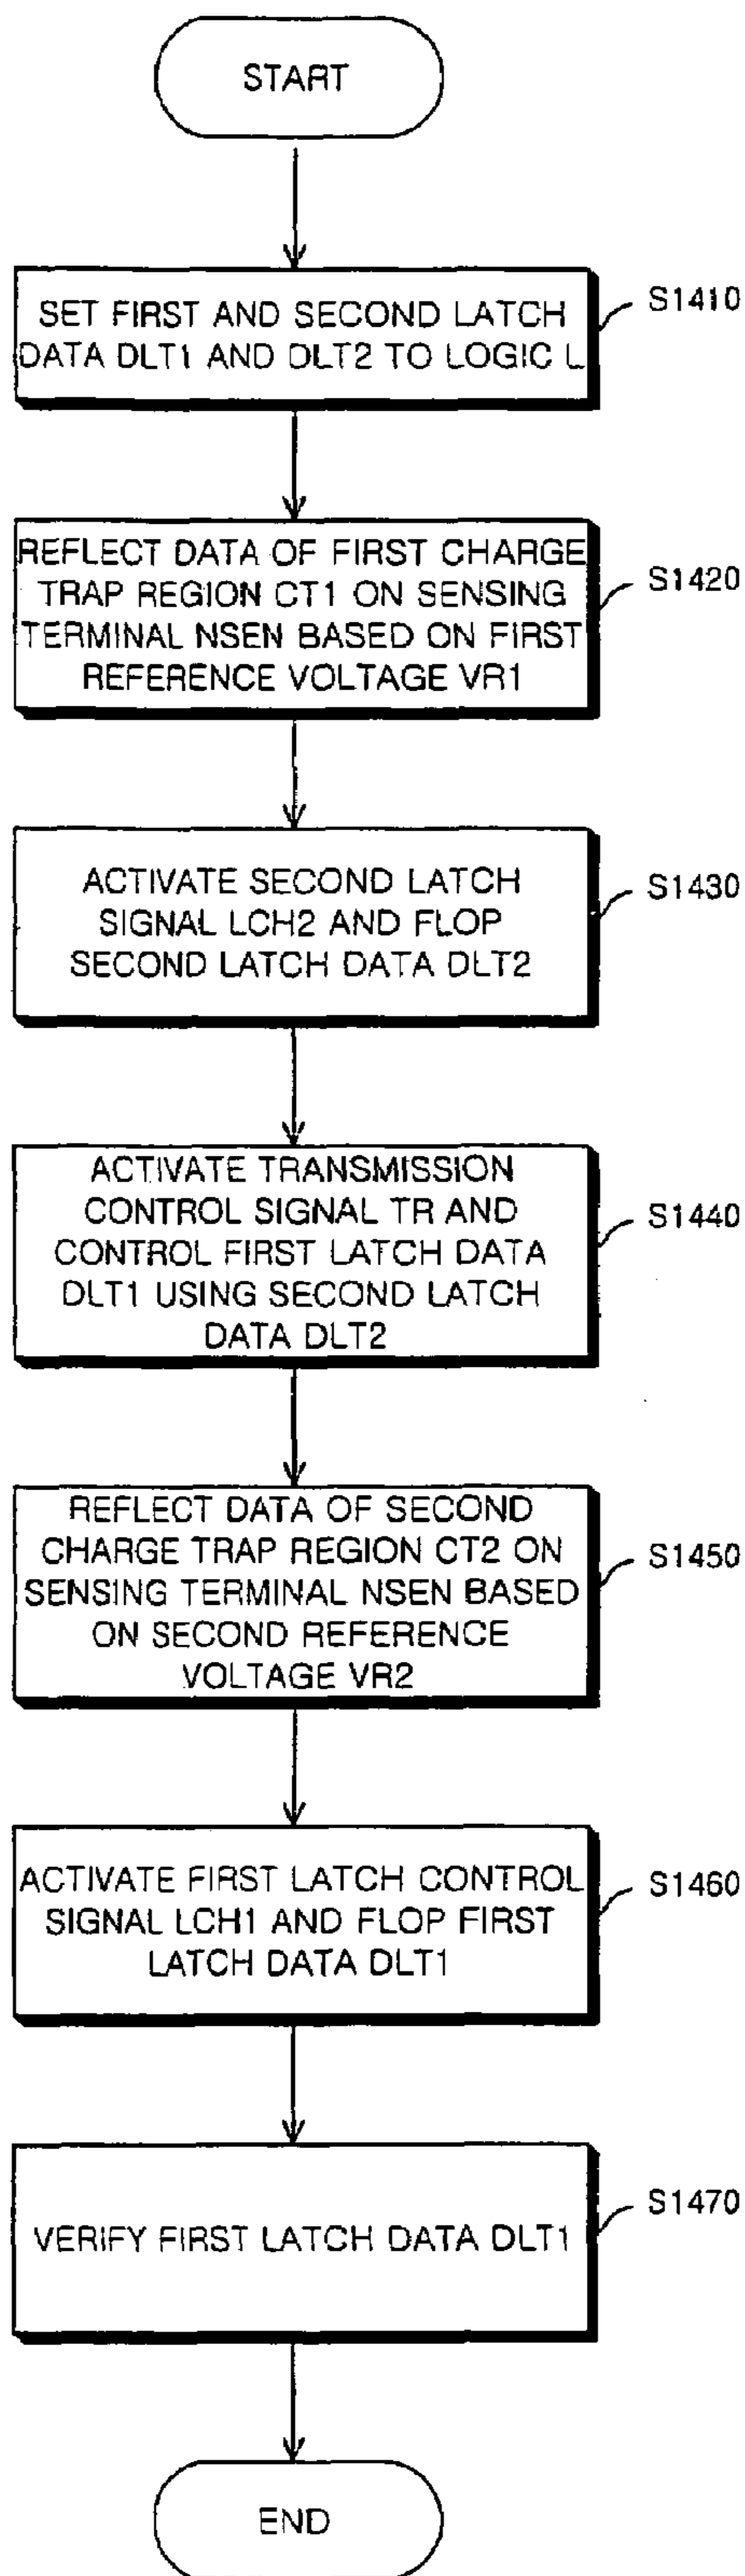 START
SET FIRST AND SECOND LATCH
DATA DLT1 AND DLT2 TO LOGIC L
S1410
REFLECT DATA OF FIRST CHARGE
TRAP REGION CT1 ON SENSING
TERMINAL NSEN BASED ON FIRST
REFERENCE VOLTAGE VR1
S1420
ACTIVATE SECOND LATCH
SIGNAL LCH2 AND FLOP
SECOND LATCH DATA DLT2
S1430
ACTIVATE TRANSMISSION
CONTROL SIGNAL TR AND
CONTROL FIRST LATCH DATA
DLT1 USING SECOND LATCH
DATA DLT2
S1440
REFLECT DATA OF SECOND
CHARGE TRAP REGION CT2 ON
SENSING TERMINAL NSEN BASED
ON SECOND REFERENCE
VOLTAGE VR2
S1450
ACTIVATE FIRST LATCH CONTROL
SIGNAL LCH1 AND FLOP FIRST
LATCH DATA DLT1
S1460
VERIFY FIRST LATCH DATA DLT1
S1470
END